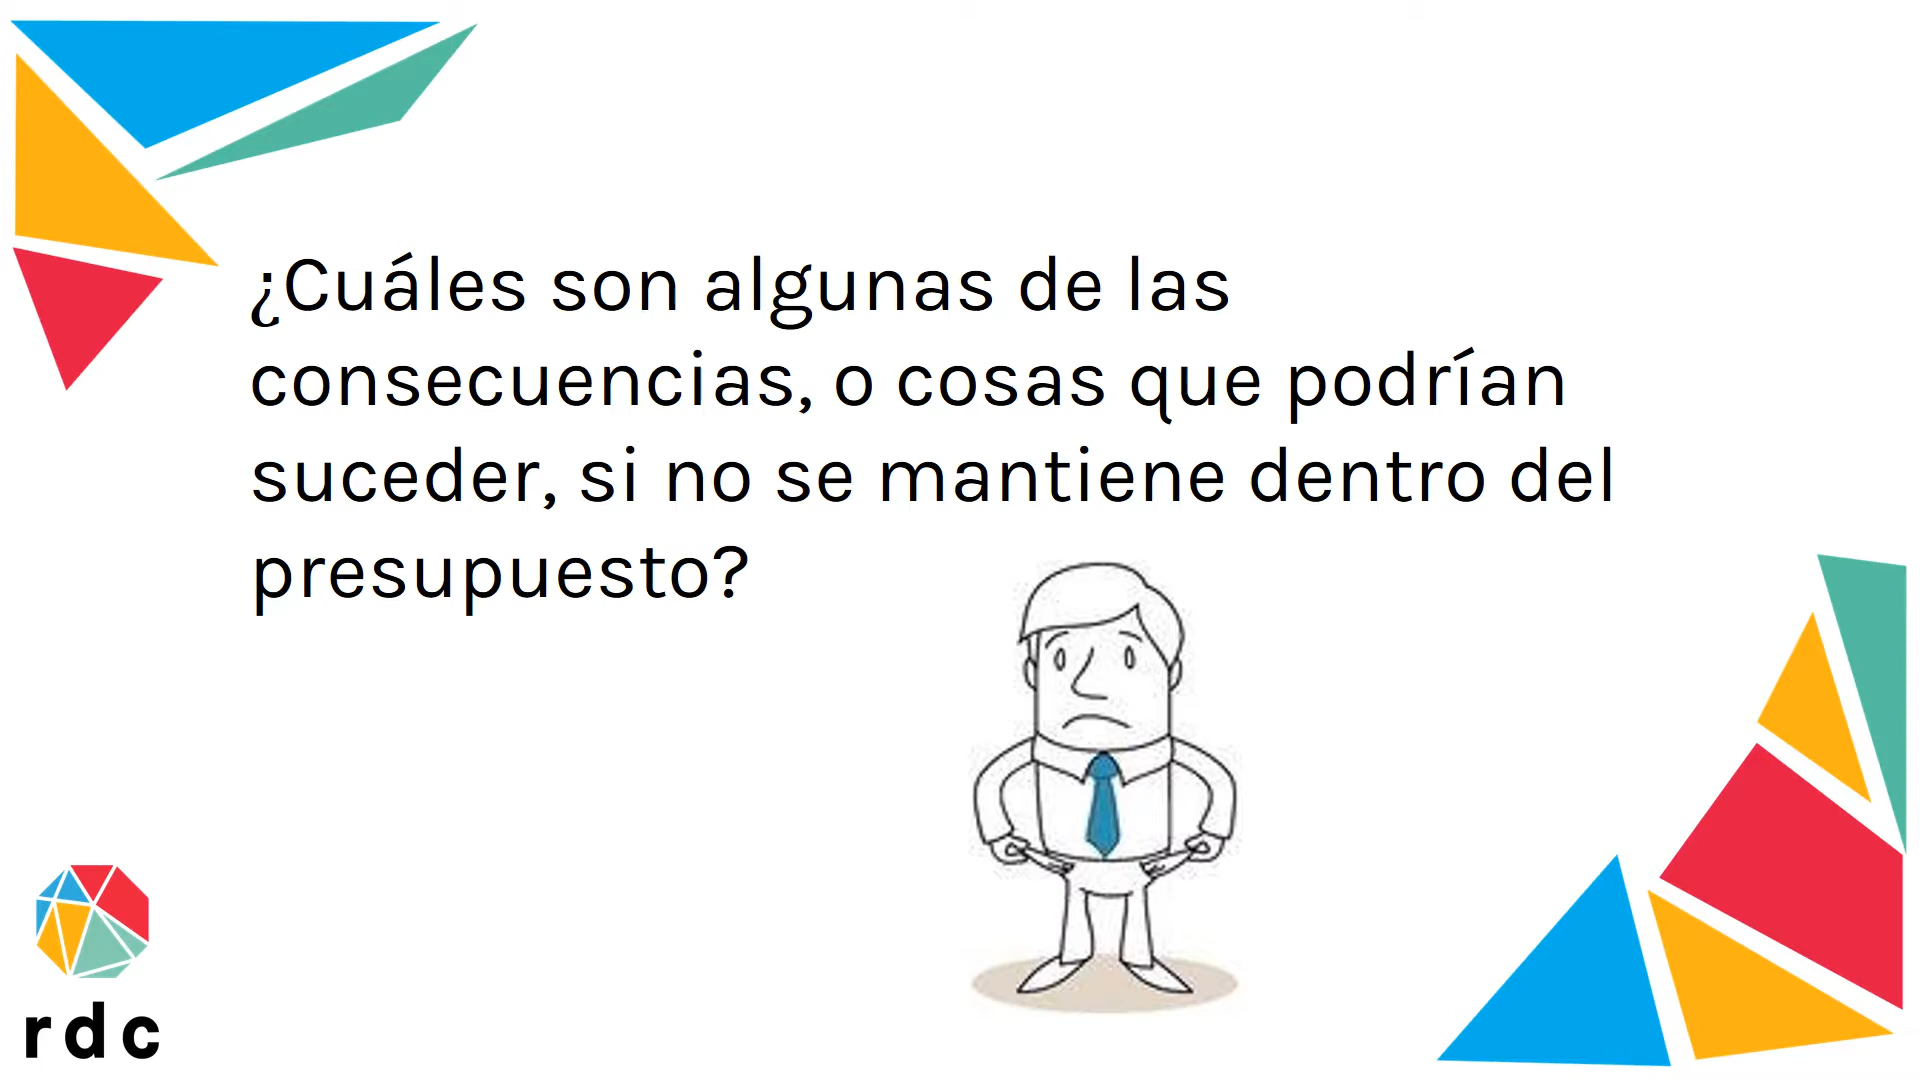 ¿Cuáles son algunas de las
consecuencias, o cosas que podrían
suceder, si no se mantiene dentro del
presupuesto?
rdc